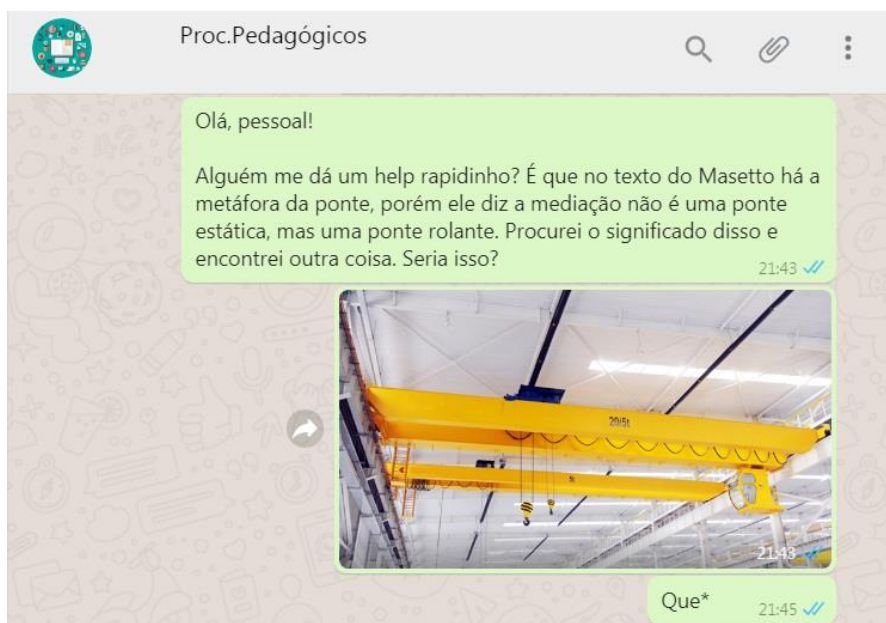 Proc.Pedagógicos
Olá, pessoal!
Alguém me dá um help rapidinho? É que no texto do Masetto há a
metáfora da ponte, porém ele diz a mediação não é uma ponte
estática, mas uma ponte rolante. Procurei o significado disso e
encontrei outra coisa. Seria isso?
21:43
20/5t
5t
21:43
Que*
21:45